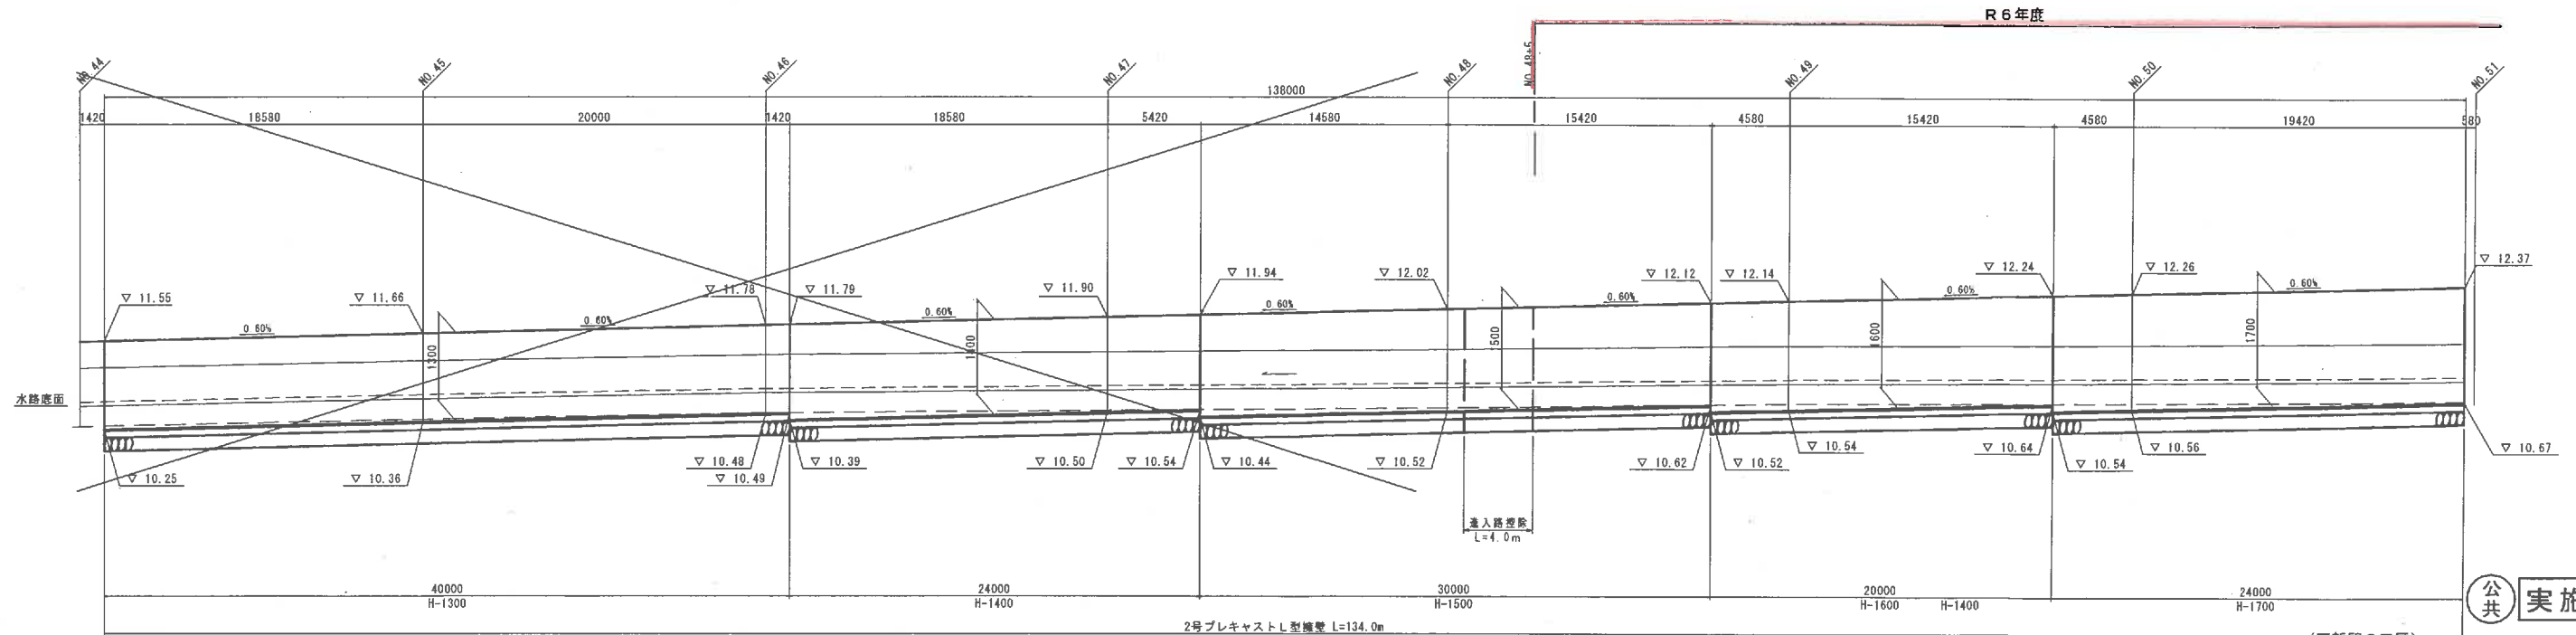 R6年度
NO.44
NO.45
NO.46
NO.47
NO.48
NO.48+5
NO.49
NO.50
NO.51
138000
1420
18580
20000
1420
18580
5420
14580
15420
4580
15420
4580
19420
580
▽ 11.55
▽ 11.66
▽ 11.78
▽ 11.79
▽ 11.90
▽ 11.94
▽ 12.02
▽ 12.12
▽ 12.14
▽ 12.24
▽ 12.26
▽ 12.37
0.60%
0.60%
0.60%
0.60%
0.60%
0.60%
0.60%
1300
1400
1500
1600
1700
水路底面
▽ 10.25
▽ 10.36
▽ 10.48
▽ 10.49
▽ 10.39
▽ 10.50
▽ 10.54
▽ 10.44
▽ 10.52
▽ 10.62
▽ 10.52
▽ 10.54
▽ 10.64
▽ 10.54
▽ 10.56
▽ 10.67
進入路控除
L=4.0m
40000
H-1300
24000
H-1400
30000
H-1500
20000
H-1600 H-1400
24000
H-1700
2号プレキャストL型擁壁 L=134.0m
公共
実施